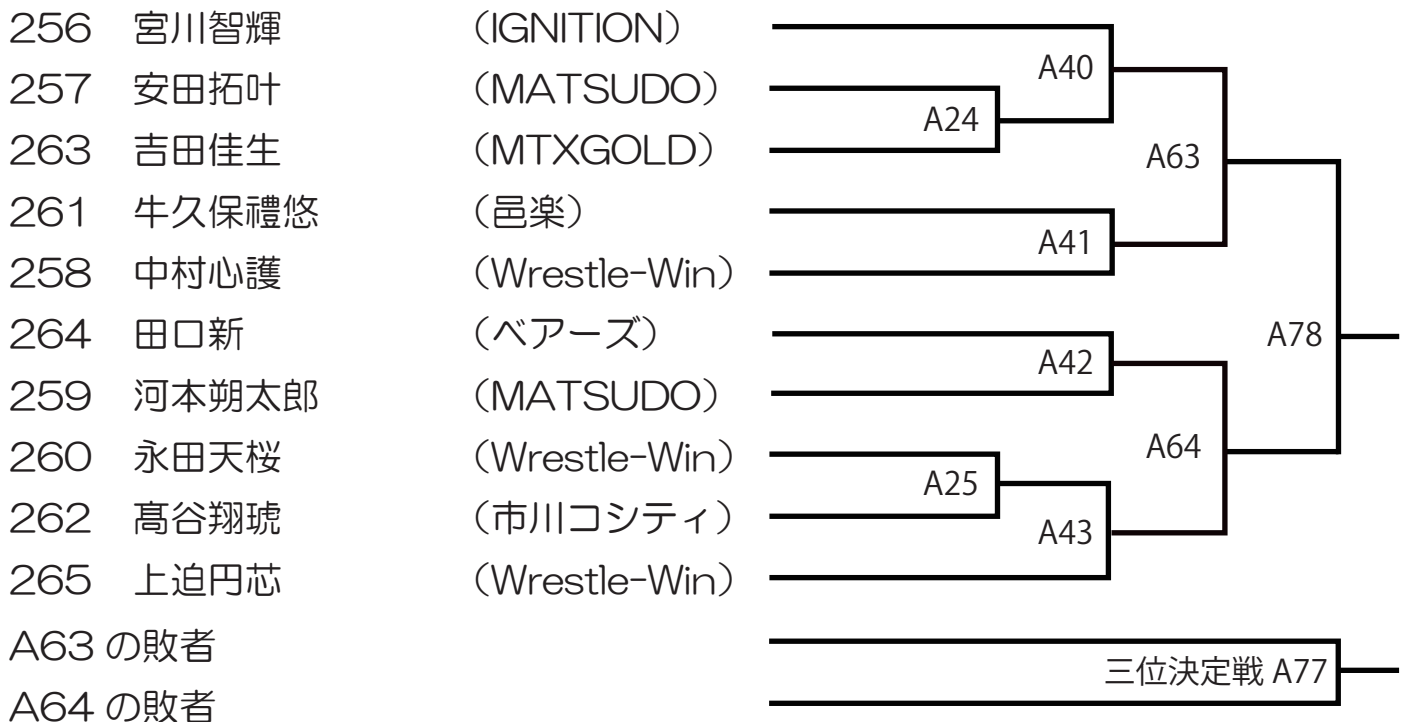 256 宮川智輝 （IGNITION）
A40
257 安田拓叶 （MATSUDO）
A24
263 吉田佳生 （MTXGOLD）
A63
261 牛久保禮悠 （邑楽）
A41
258 中村心護 （Wrestle-Win）
264 田口新 （ベアーズ）
A78
A42
259 河本朔太郎 （MATSUDO）
A64
260 永田天桜 （Wrestle-Win）
A25
262 髙谷翔琥 （市川コシティ）
A43
265 上迫円芯 （Wrestle-Win）
A63 の敗者
三位決定戦 A77
A64 の敗者